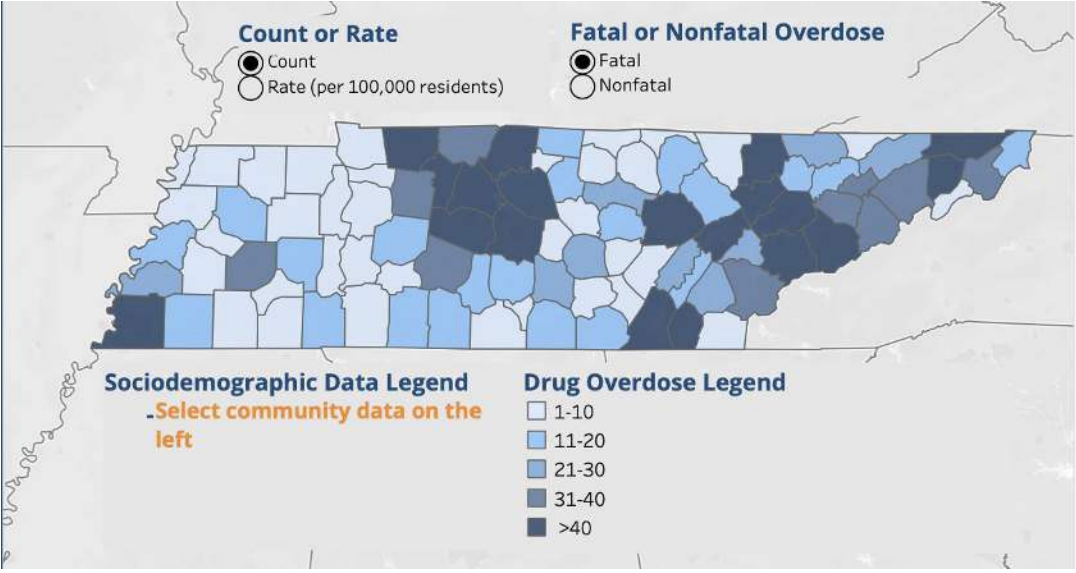 Count or Rate
Count
Rate (per 100,000 residents)
Fatal or Nonfatal Overdose
Fatal
Nonfatal
Sociodemographic Data Legend
-Select community data on the
left
Drug Overdose Legend
1-10
11-20
21-30
31-40
>40